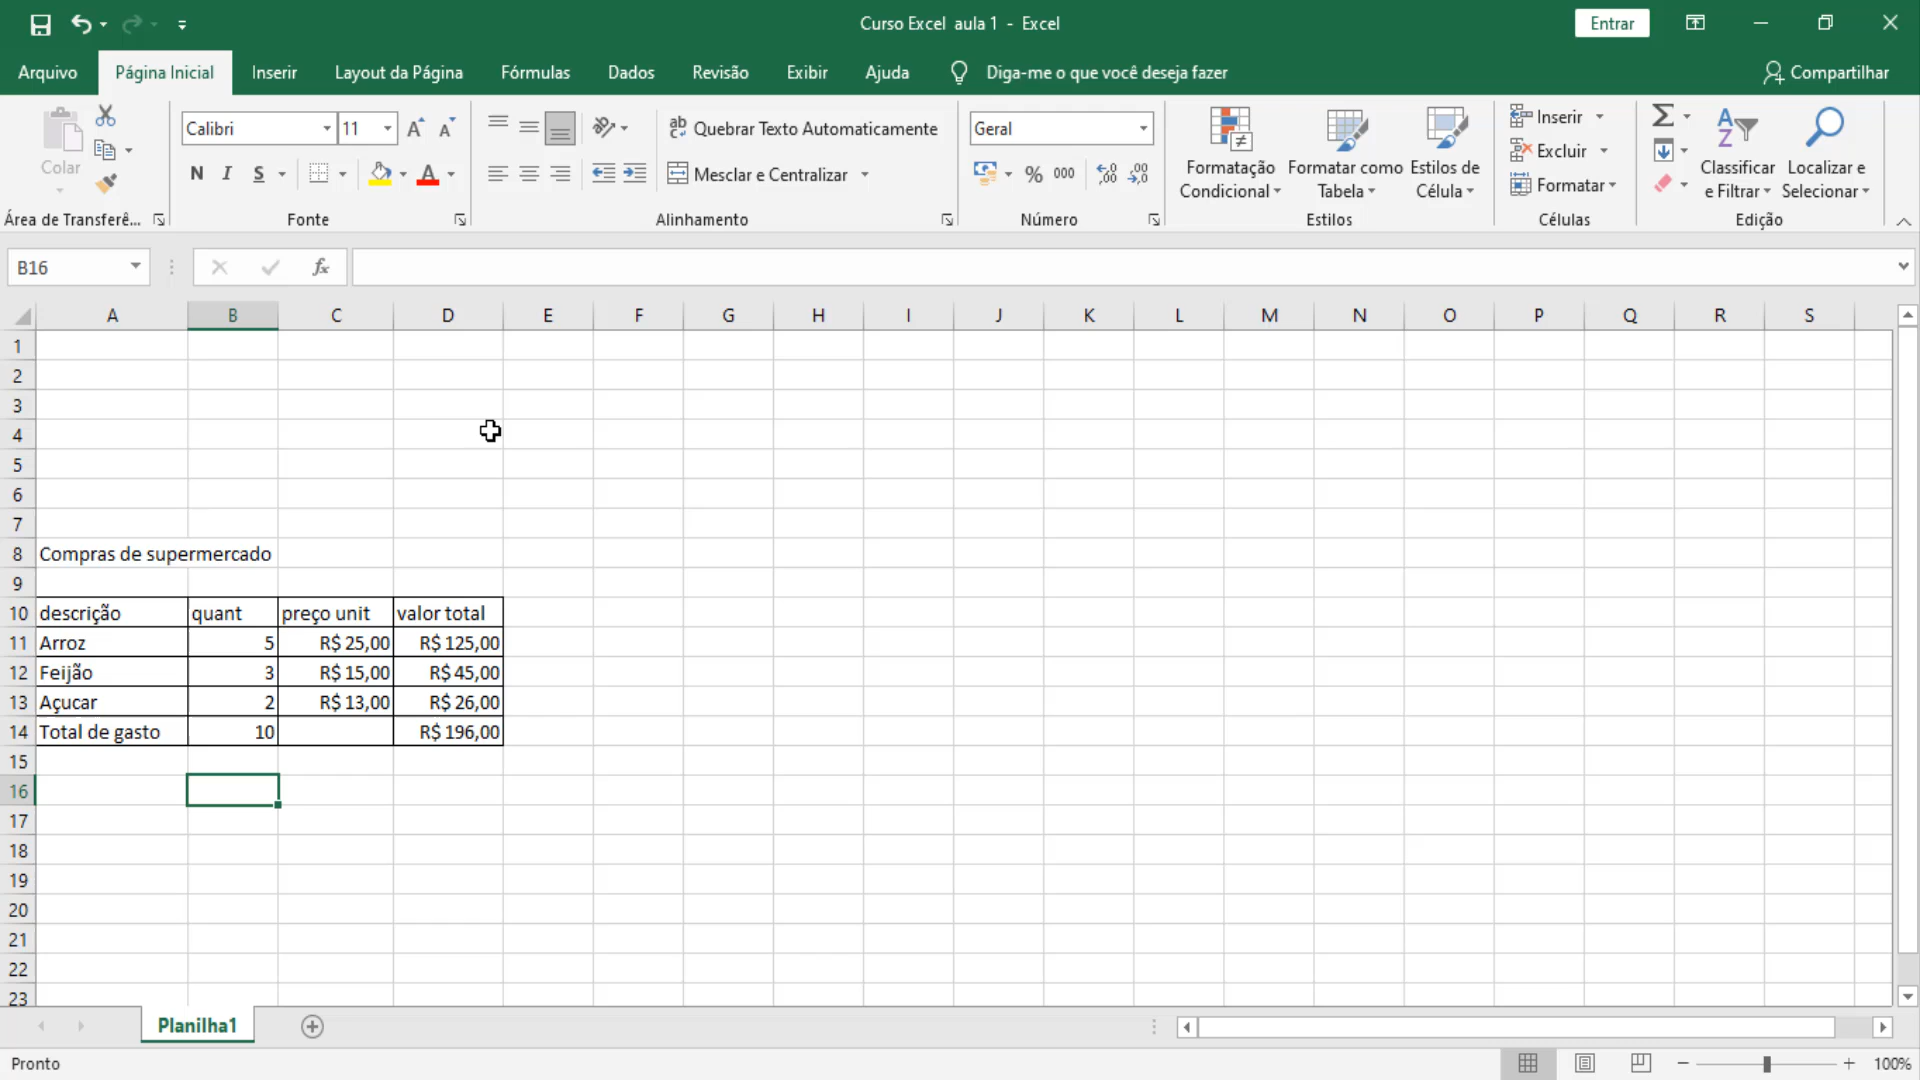 Curso Excel aula 1 - Excel
Entrar
Arquivo Página Inicial Inserir Layout da Página Fórmulas Dados Revisão Exibir Ajuda Diga-me o que você deseja fazer Compartilhar
Colar
Área de Transferê...
Calibri 11
N I S
Fonte
ab Quebrar Texto Automaticamente
Mesclar e Centralizar
Alinhamento
Geral
% 000
Número
Formatação Condicional
Formatar como Tabela
Estilos de Célula
Estilos
Inserir
Excluir
Formatar
Células
Classificar e Filtrar
Localizar e Selecionar
Edição
B16 fx
A B C D E F G H I J K L M N O P Q R S
1
2
3
4
5
6
7
8 Compras de supermercado
9
10 descrição quant preço unit valor total
11 Arroz 5 R$ 25,00 R$ 125,00
12 Feijão 3 R$ 15,00 R$ 45,00
13 Açucar 2 R$ 13,00 R$ 26,00
14 Total de gasto 10 R$ 196,00
15
16
17
18
19
20
21
22
23
Planilha1
Pronto 100%